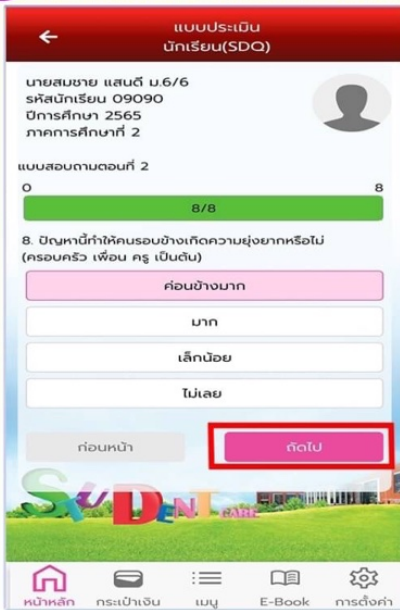 แบบประเมิน
นักเรียน(SDQ)
นายสมชาย แสนดี ม.6/6
รหัสนักเรียน 09090
ปีการศึกษา 2565
ภาคการศึกษาที่ 2
แบบสอบถามตอนที่ 2
0 8
8/8
8. ปัญหานี้ทำให้คนรอบข้างเกิดความยุ่งยากหรือไม่
(ครอบครัว เพื่อน ครู เป็นต้น)
ค่อนข้างมาก
มาก
เล็กน้อย
ไม่เลย
ก่อนหน้า ถัดไป
STUDENT CARE
หน้าหลัก กระเป๋าเงิน เมนู E-Book การตั้งค่า